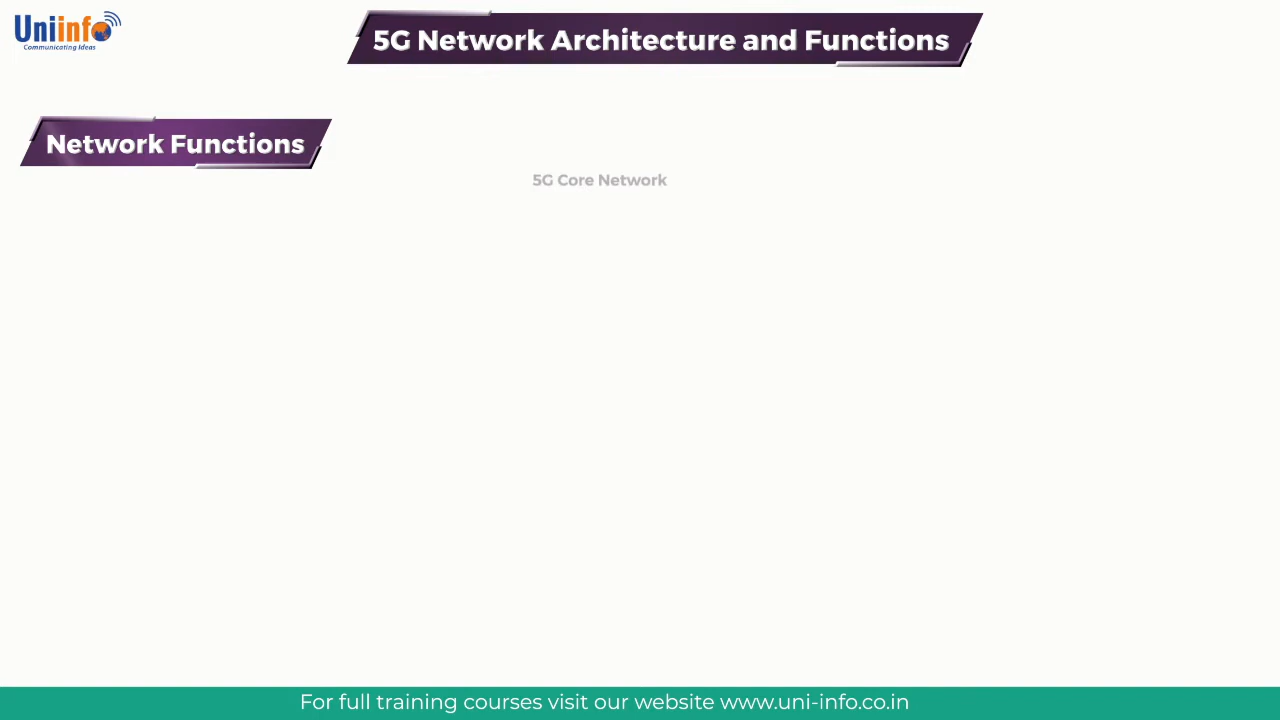 Uniinfo
Communicating Ideas
5G Network Architecture and Functions
Network Functions
5G Core Network
For full training courses visit our website www.uni-info.co.in